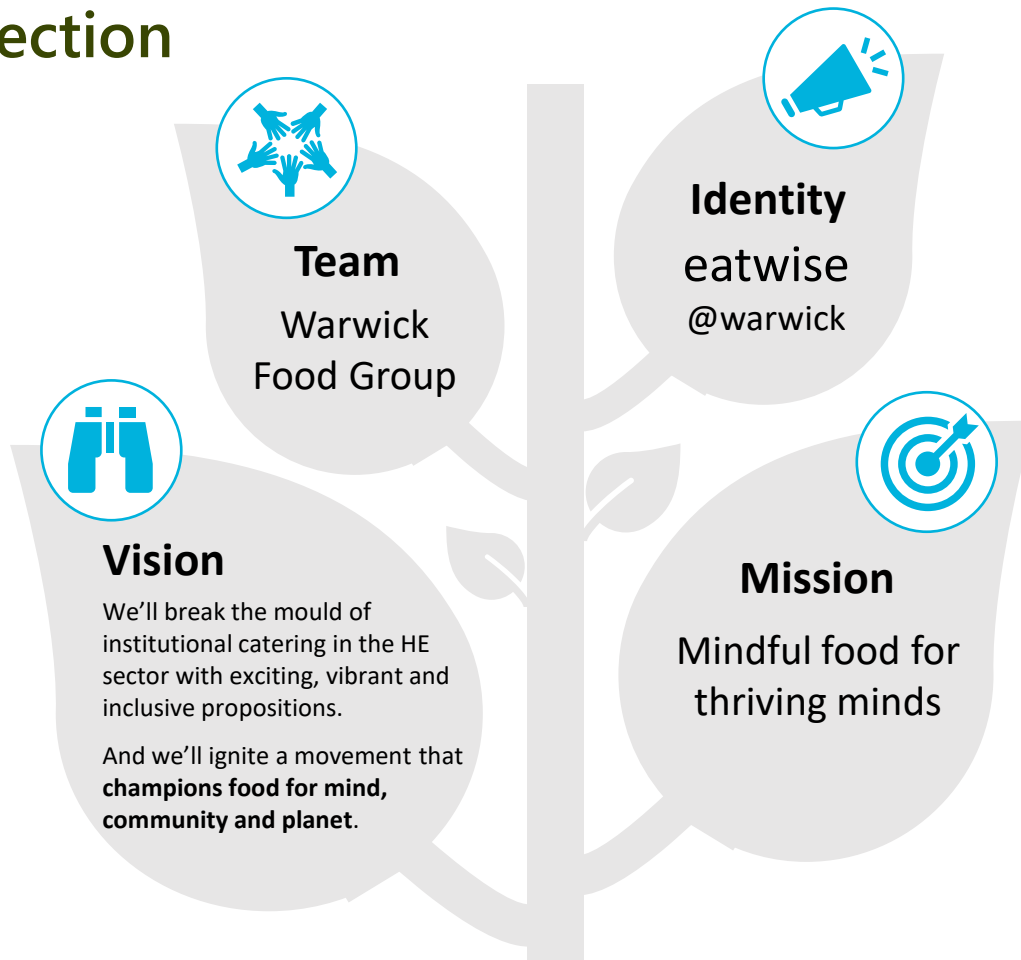 ection
Team
Warwick
Food Group
Identity
eatwise
@warwick
Vision
We’ll break the mould of
institutional catering in the HE
sector with exciting, vibrant and
inclusive propositions.
And we’ll ignite a movement that
champions food for mind,
community and planet.
Mission
Mindful food for
thriving minds